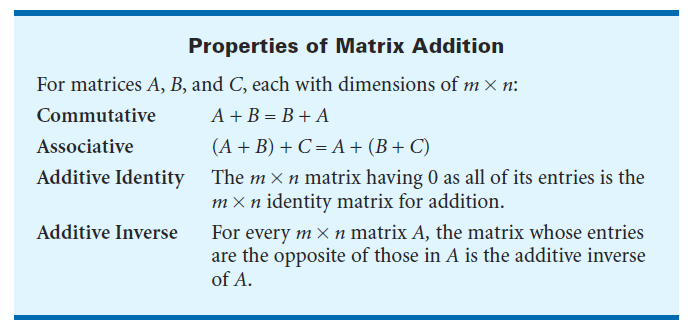 Properties of Matrix Addition
For matrices A, B, and C, each with dimensions of m × n:
Commutative A + B = B + A
Associative (A + B) + C = A + (B + C)
Additive Identity The m × n matrix having 0 as all of its entries is the
m × n identity matrix for addition.
Additive Inverse For every m × n matrix A, the matrix whose entries
are the opposite of those in A is the additive inverse
of A.